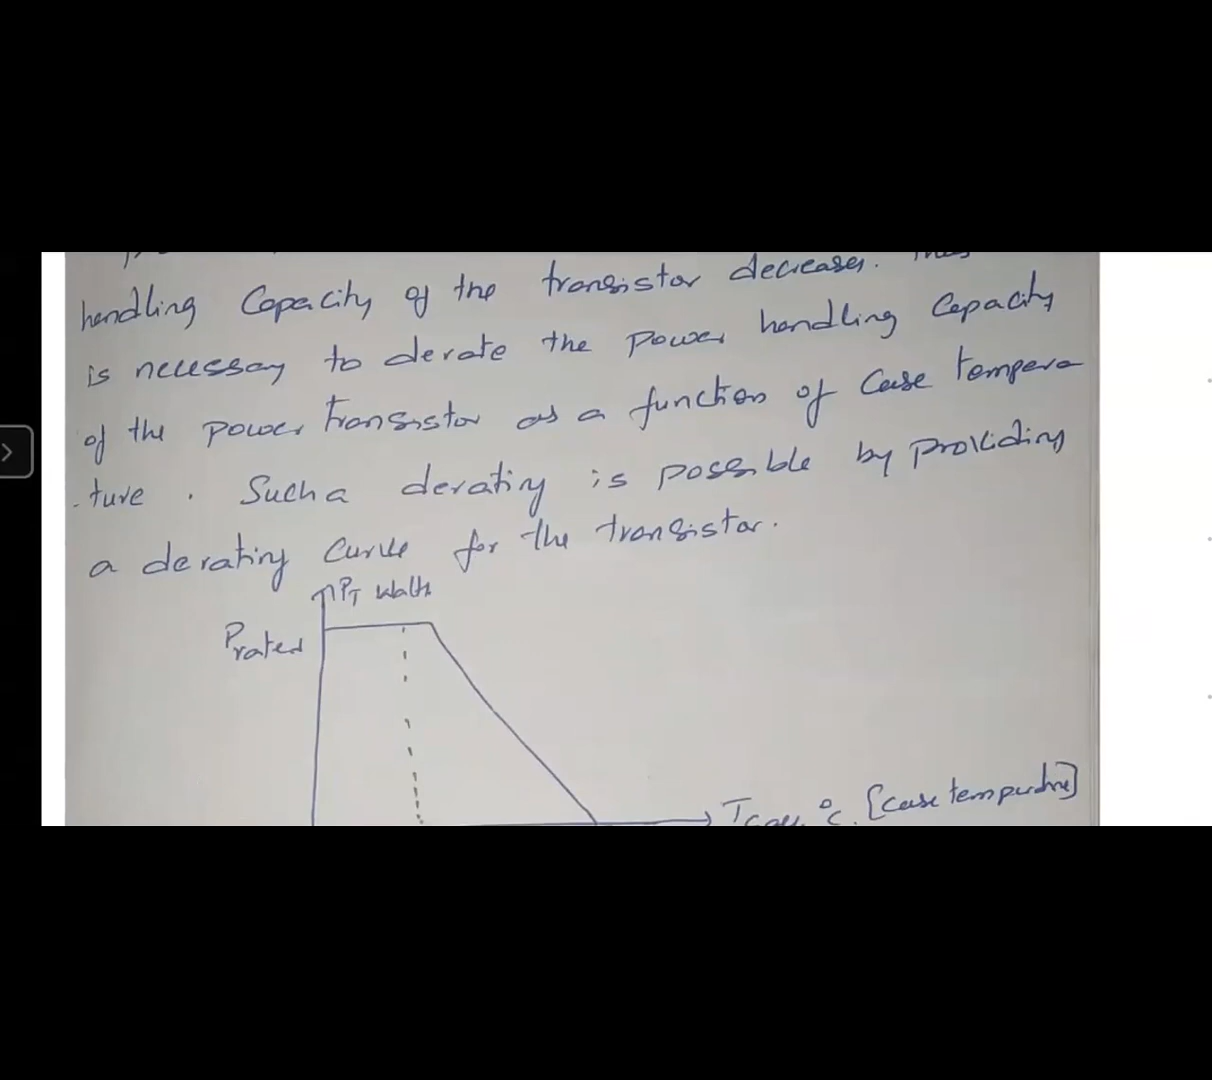 handling Capacity of the transistor decreases. Thus
is necessary to derate the power handling Capacity
of the power transistor as a function of Case tempera
-ture . Such a derating is possible by providing
a derating Curve for the transistor.
PT Watts
Prated
Tcase °C. [Case temperature]